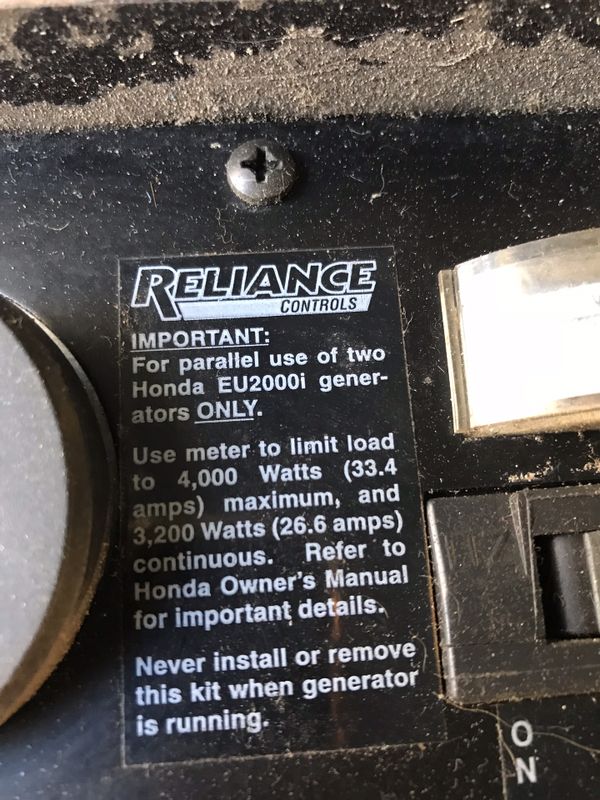 RELIANCE
CONTROLS
IMPORTANT:
For parallel use of two
Honda EU2000i gener-
ators ONLY.
Use meter to limit load
to 4,000 Watts (33.4
amps) maximum, and
3,200 Watts (26.6 amps)
continuous. Refer to
Honda Owner's Manual
for important details.
Never install or remove
this kit when generator
is running.
ON